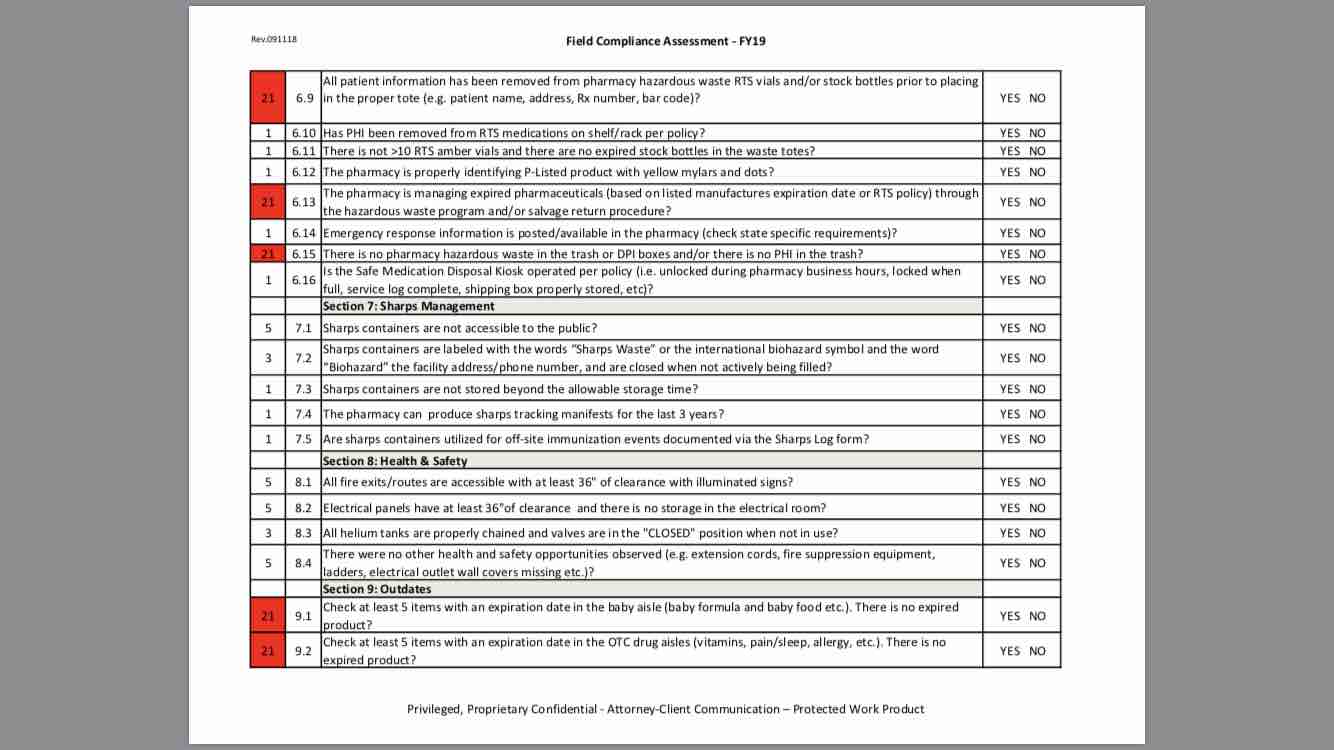 Rev.091118
Field Compliance Assessment - FY19
All patient information has been removed from pharmacy hazardous waste RTS vials and/or stock bottles prior to placing
21 6.9 in the proper tote (e.g. patient name, address, Rx number, bar code)? YES NO
1 6.10 Has PHI been removed from RTS medications on shelf/rack per policy? YES NO
1 6.11 There is not >10 RTS amber vials and there are no expired stock bottles in the waste totes? YES NO
1 6.12 The pharmacy is properly identifying P-Listed product with yellow mylars and dots? YES NO
21 6.13 The pharmacy is managing expired pharmaceuticals (based on listed manufactures expiration date or RTS policy) through YES NO
the hazardous waste program and/or salvage return procedure?
1 6.14 Emergency response information is posted/available in the pharmacy (check state specific requirements)? YES NO
21 6.15 There is no pharmacy hazardous waste in the trash or DPI boxes and/or there is no PHI in the trash? YES NO
1 6.16 Is the Safe Medication Disposal Kiosk operated per policy (i.e. unlocked during pharmacy business hours, locked when YES NO
full, service log complete, shipping box properly stored, etc)?
Section 7: Sharps Management
5 7.1 Sharps containers are not accessible to the public? YES NO
3 7.2 Sharps containers are labeled with the words “Sharps Waste” or the international biohazard symbol and the word YES NO
“Biohazard” the facility address/phone number, and are closed when not actively being filled?
1 7.3 Sharps containers are not stored beyond the allowable storage time? YES NO
1 7.4 The pharmacy can produce sharps tracking manifests for the last 3 years? YES NO
1 7.5 Are sharps containers utilized for off-site immunization events documented via the Sharps Log form? YES NO
Section 8: Health & Safety
5 8.1 All fire exits/routes are accessible with at least 36" of clearance with illuminated signs? YES NO
5 8.2 Electrical panels have at least 36"of clearance and there is no storage in the electrical room? YES NO
3 8.3 All helium tanks are properly chained and valves are in the "CLOSED" position when not in use? YES NO
5 8.4 There were no other health and safety opportunities observed (e.g. extension cords, fire suppression equipment, YES NO
ladders, electrical outlet wall covers missing etc.)?
Section 9: Outdates
21 9.1 Check at least 5 items with an expiration date in the baby aisle (baby formula and baby food etc.). There is no expired YES NO
product?
21 9.2 Check at least 5 items with an expiration date in the OTC drug aisles (vitamins, pain/sleep, allergy, etc.). There is no YES NO
expired product?
Privileged, Proprietary Confidential - Attorney-Client Communication – Protected Work Product